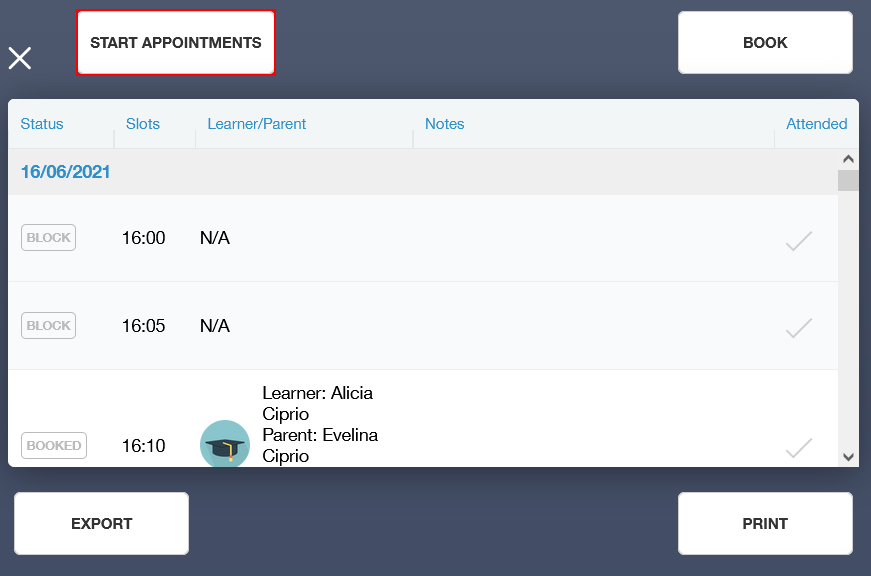 START APPOINTMENTS
BOOK
Status Slots Learner/Parent Notes Attended
16/06/2021
BLOCK 16:00 N/A
BLOCK 16:05 N/A
Learner: Alicia
Ciprio
Parent: Evelina
BOOKED 16:10
Ciprio
EXPORT
PRINT